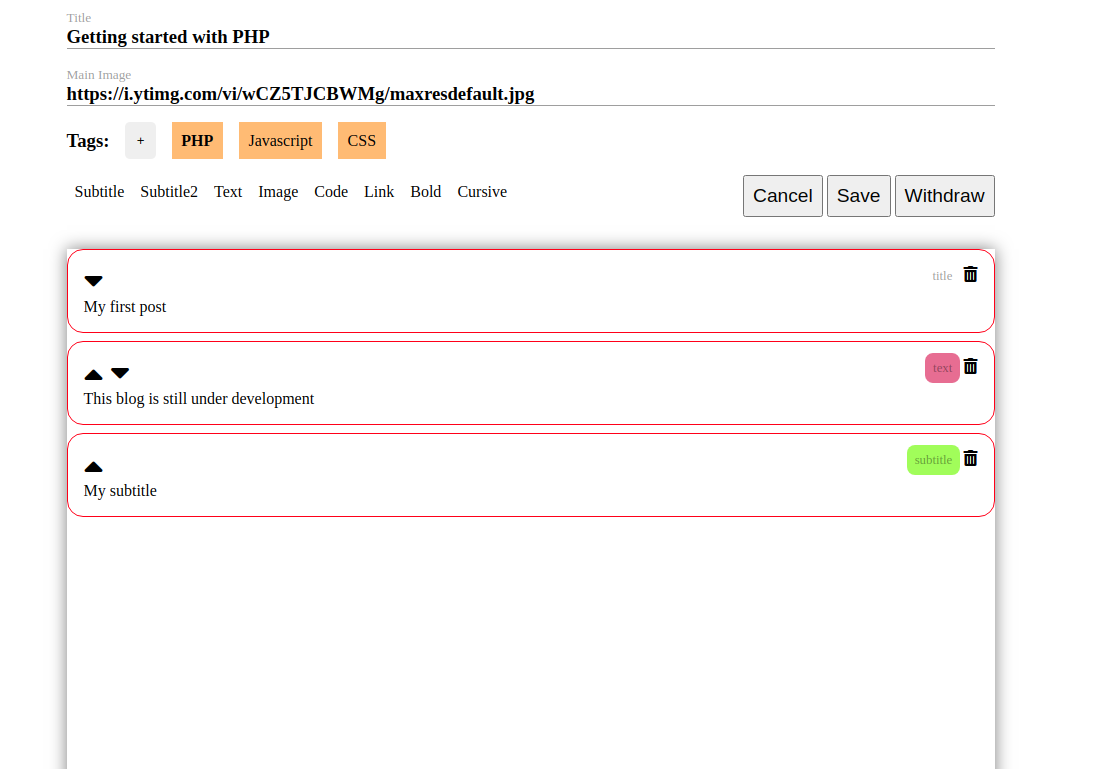 Title
Getting started with PHP
Main Image
https://i.ytimg.com/vi/wCZ5TJCBWMg/maxresdefault.jpg
Tags: + PHP Javascript CSS
Subtitle Subtitle2 Text Image Code Link Bold Cursive Cancel Save Withdraw
title
My first post
text
This blog is still under development
subtitle
My subtitle